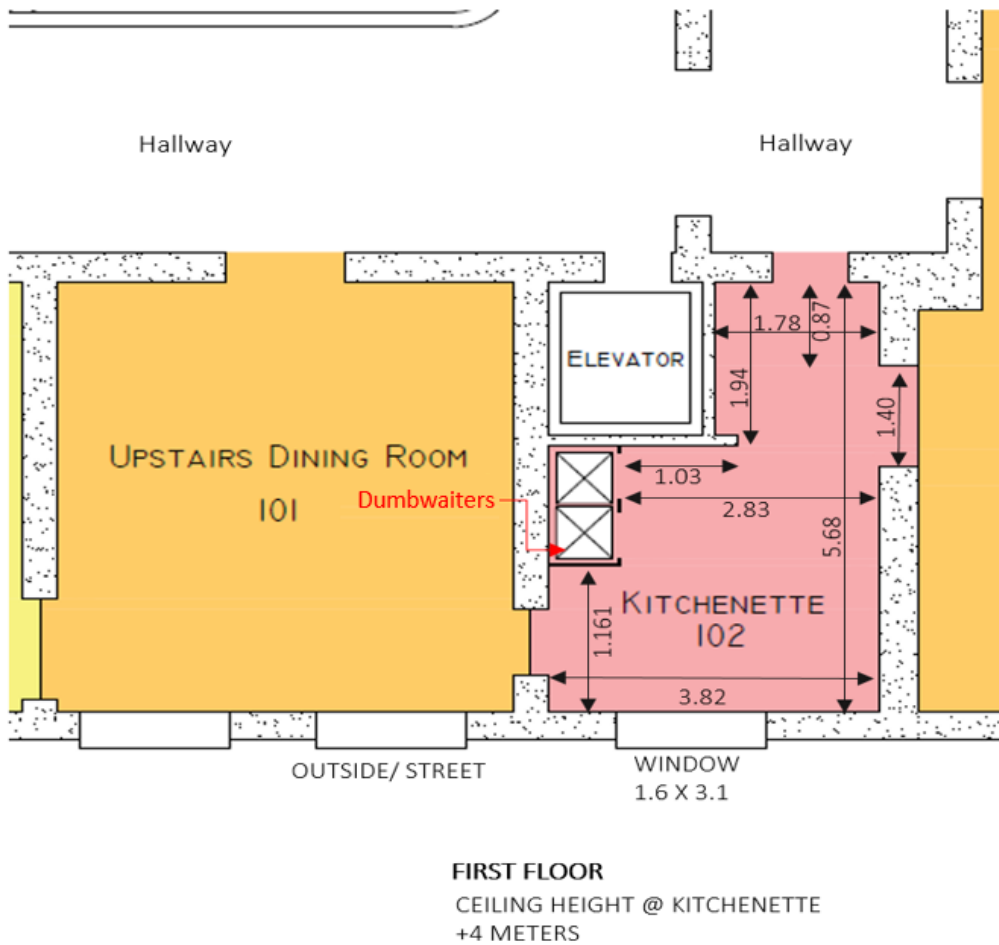 Hallway
Hallway
1.78
0.87
ELEVATOR
1.94
1.40
UPSTAIRS DINING ROOM
101
1.03
Dumbwaiters
2.83
5.68
KITCHENETTE
102
1.161
3.82
OUTSIDE/ STREET
WINDOW
1.6 X 3.1
FIRST FLOOR
CEILING HEIGHT @ KITCHENETTE
+4 METERS